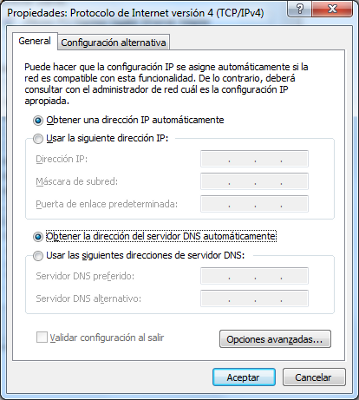 Propiedades: Protocolo de Internet versión 4 (TCP/IPv4)
General
Configuración alternativa
Puede hacer que la configuración IP se asigne automáticamente si la
red es compatible con esta funcionalidad. De lo contrario, deberá
consultar con el administrador de red cuál es la configuración IP
apropiada.
Obtener una dirección IP automáticamente
Usar la siguiente dirección IP:
Dirección IP:
Máscara de subred:
Puerta de enlace predeterminada:
Obtener la dirección del servidor DNS automáticamente
Usar las siguientes direcciones de servidor DNS:
Servidor DNS preferido:
Servidor DNS alternativo:
Validar configuración al salir
Opciones avanzadas...
Aceptar
Cancelar